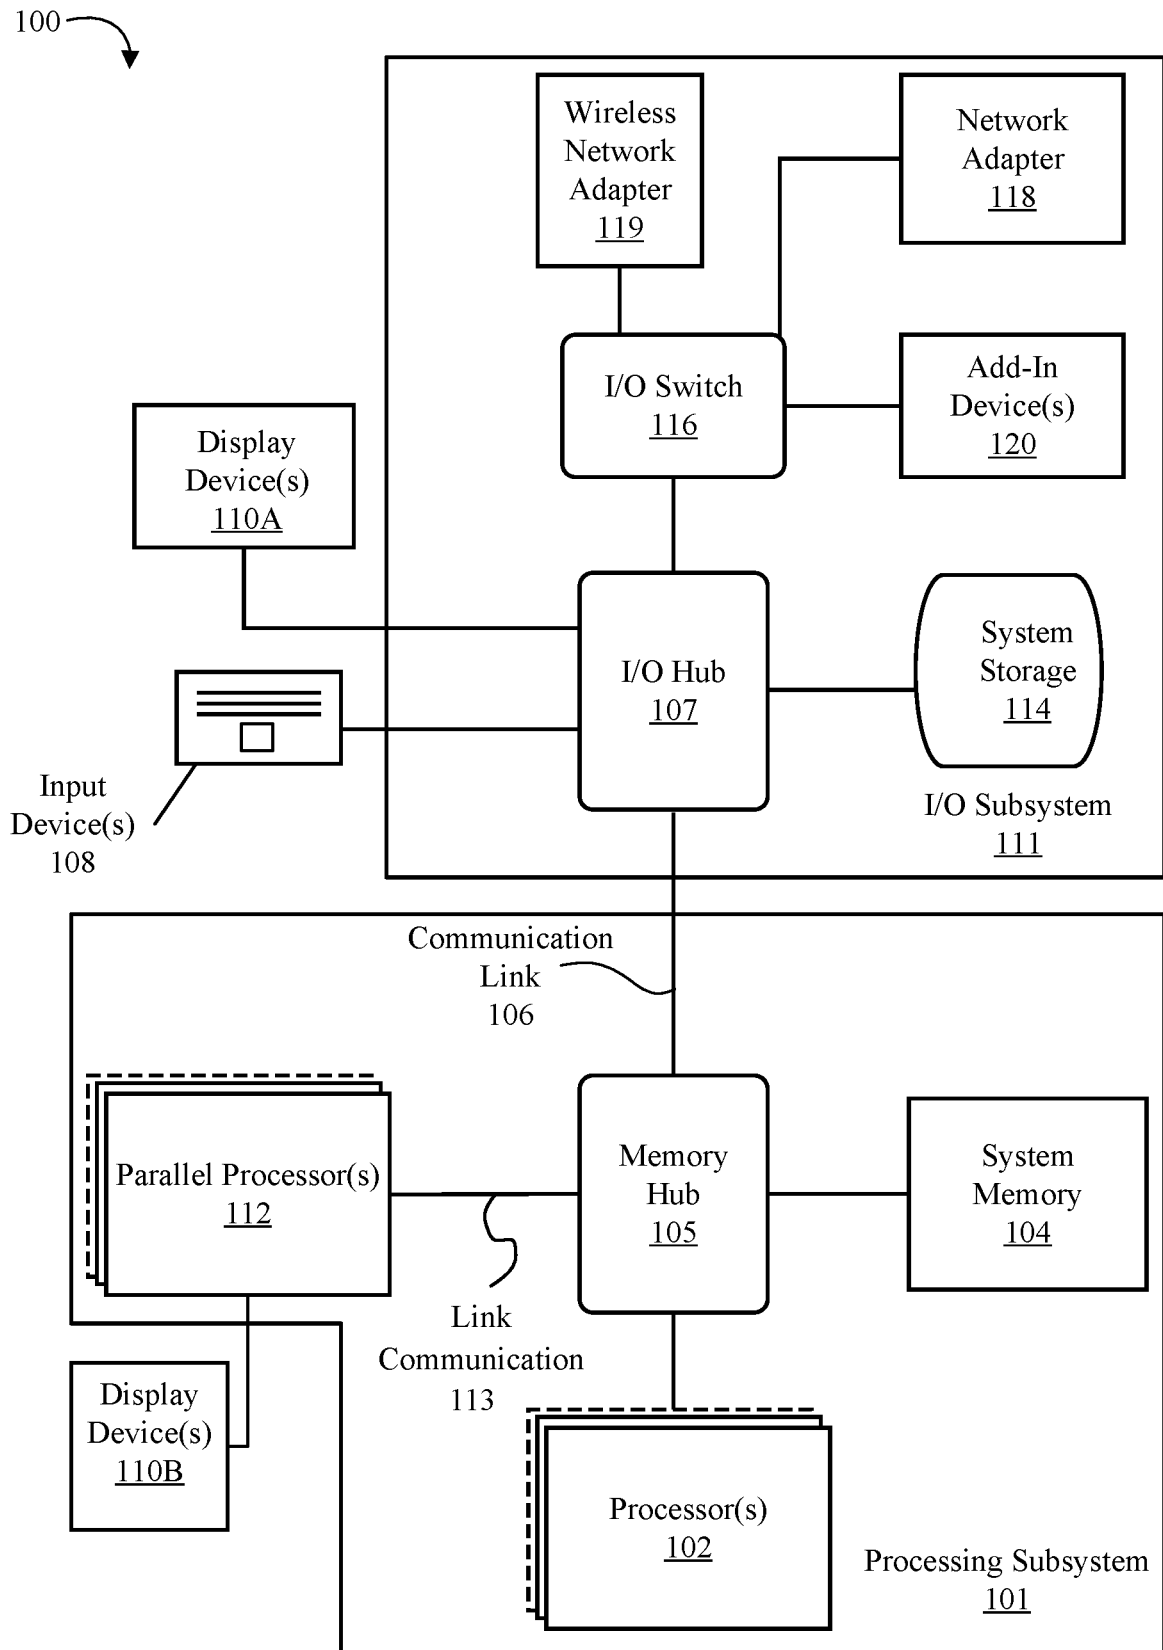 100
Wireless
Network
Adapter
119
Network
Adapter
118
I/O Switch
116
Add-In
Device(s)
120
Display
Device(s)
110A
I/O Hub
107
System
Storage
114
Input
Device(s)
108
I/O Subsystem
111
Communication
Link
106
Parallel Processor(s)
112
Memory
Hub
105
System
Memory
104
Link
Communication
113
Display
Device(s)
110B
Processor(s)
102
Processing Subsystem
101